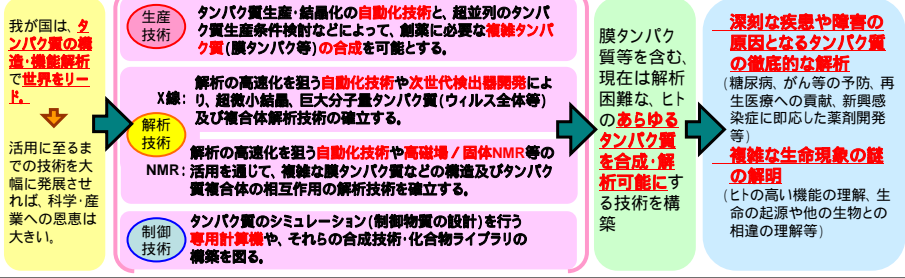 我が国は、タ
ンパク質の構
造・機能解析
で世界をリー
ド。
活用に至るま
での技術を大
幅に発展させ
れば、科学・産
業への恩恵は
大きい。
生産
技術
タンパク質生産・結晶化の自動化技術と、超並列のタンパ
ク質生産条件検討などによって、創薬に必要な複雑タンパ
ク質(膜タンパク等)の合成を可能とする。
解析
技術
X線:
解析の高速化を狙う自動化技術や次世代検出器開発によ
り、超微小結晶、巨大分子量タンパク質(ウィルス全体等)
及び複合体解析技術の確立する。
NMR:
解析の高速化を狙う自動化技術や高磁場/固体NMR等の
活用を通じて、複雑な膜タンパク質などの構造及びタンパク
質複合体の相互作用の解析技術を確立する。
制御
技術
タンパク質のシミュレーション(制御物質の設計)を行う
専用計算機や、それらの合成技術・化合物ライブラリの
構築を図る。
膜タンパク
質等を含む、
現在は解析
困難な、ヒト
のあらゆる
タンパク質
を合成・解
析可能にす
る技術を構
築
深刻な疾患や障害の
原因となるタンパク質
の徹底的な解析
(糖尿病、がん等の予防、再
生医療への貢献、新興感
染症に即応した薬剤開発
等)
複雑な生命現象の謎
の解明
(ヒトの高い機能の理解、生
命の起源や他の生物との
相違の理解等)